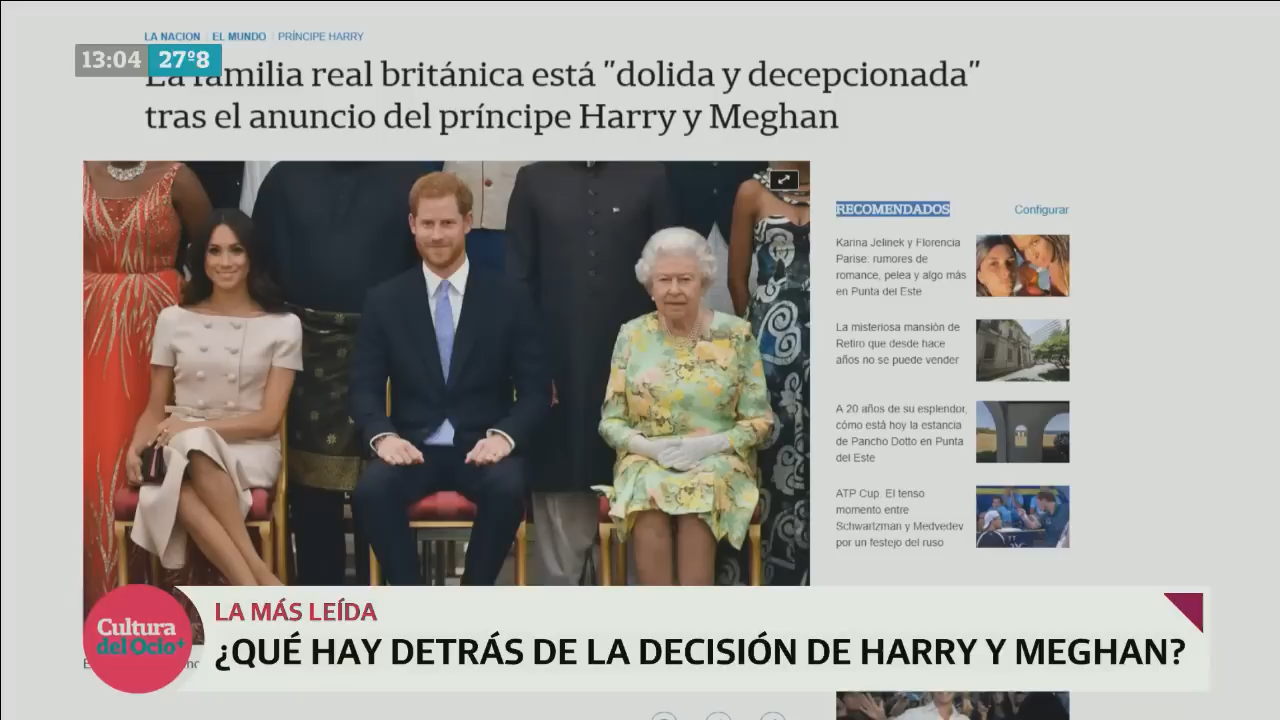 LA NACION EL MUNDO PRÍNCIPE HARRY
13:04 27º8
La familia real británica está "dolida y decepcionada"
tras el anuncio del príncipe Harry y Meghan
RECOMENDADOS Configurar
Karina Jelinek y Florencia
Parise: rumores de
romance, pelea y algo más
en Punta del Este
La misteriosa mansión de
Retiro que desde hace
años no se puede vender
A 20 años de su esplendor,
cómo está hoy la estancia
de Pancho Dotto en Punta
del Este
ATP Cup. El tenso
momento entre
Schwartzman y Medvedev
por un festejo del ruso
Cultura
del Ocio+
LA MÁS LEÍDA
¿QUÉ HAY DETRÁS DE LA DECISIÓN DE HARRY Y MEGHAN?